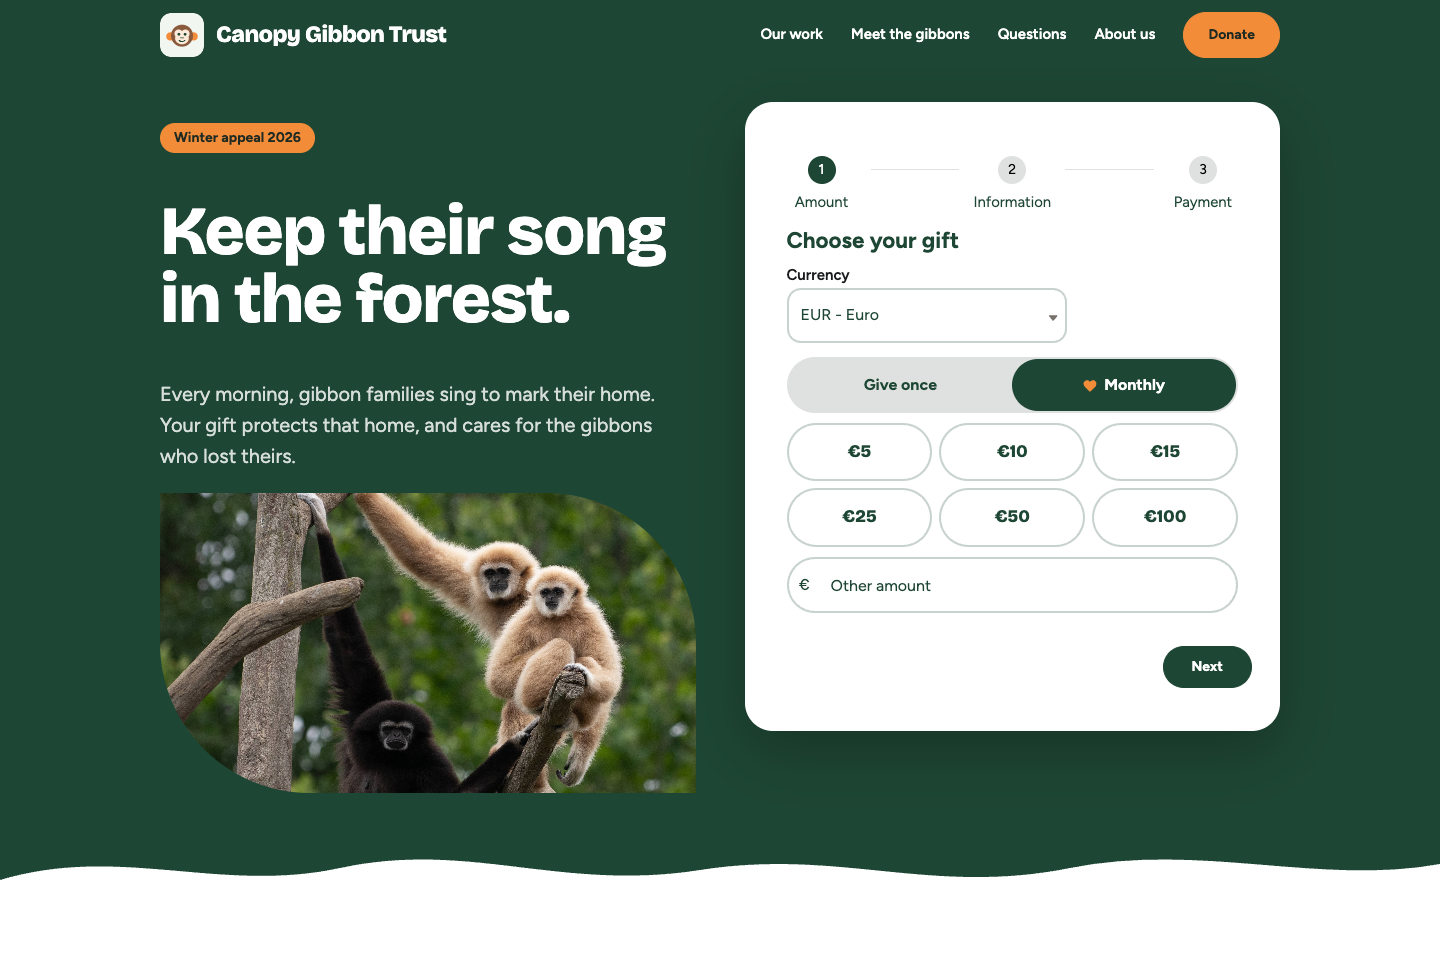 Canopy Gibbon Trust
Our work
Meet the gibbons
Questions
About us
Donate
Winter appeal 2026
Keep their song
in the forest.
Every morning, gibbon families sing to mark their home.
Your gift protects that home, and cares for the gibbons
who lost theirs.
1
2
3
Amount
Information
Payment
Choose your gift
Currency
EUR - Euro
Give once
Monthly
€5
€10
€15
€25
€50
€100
€
Other amount
Next